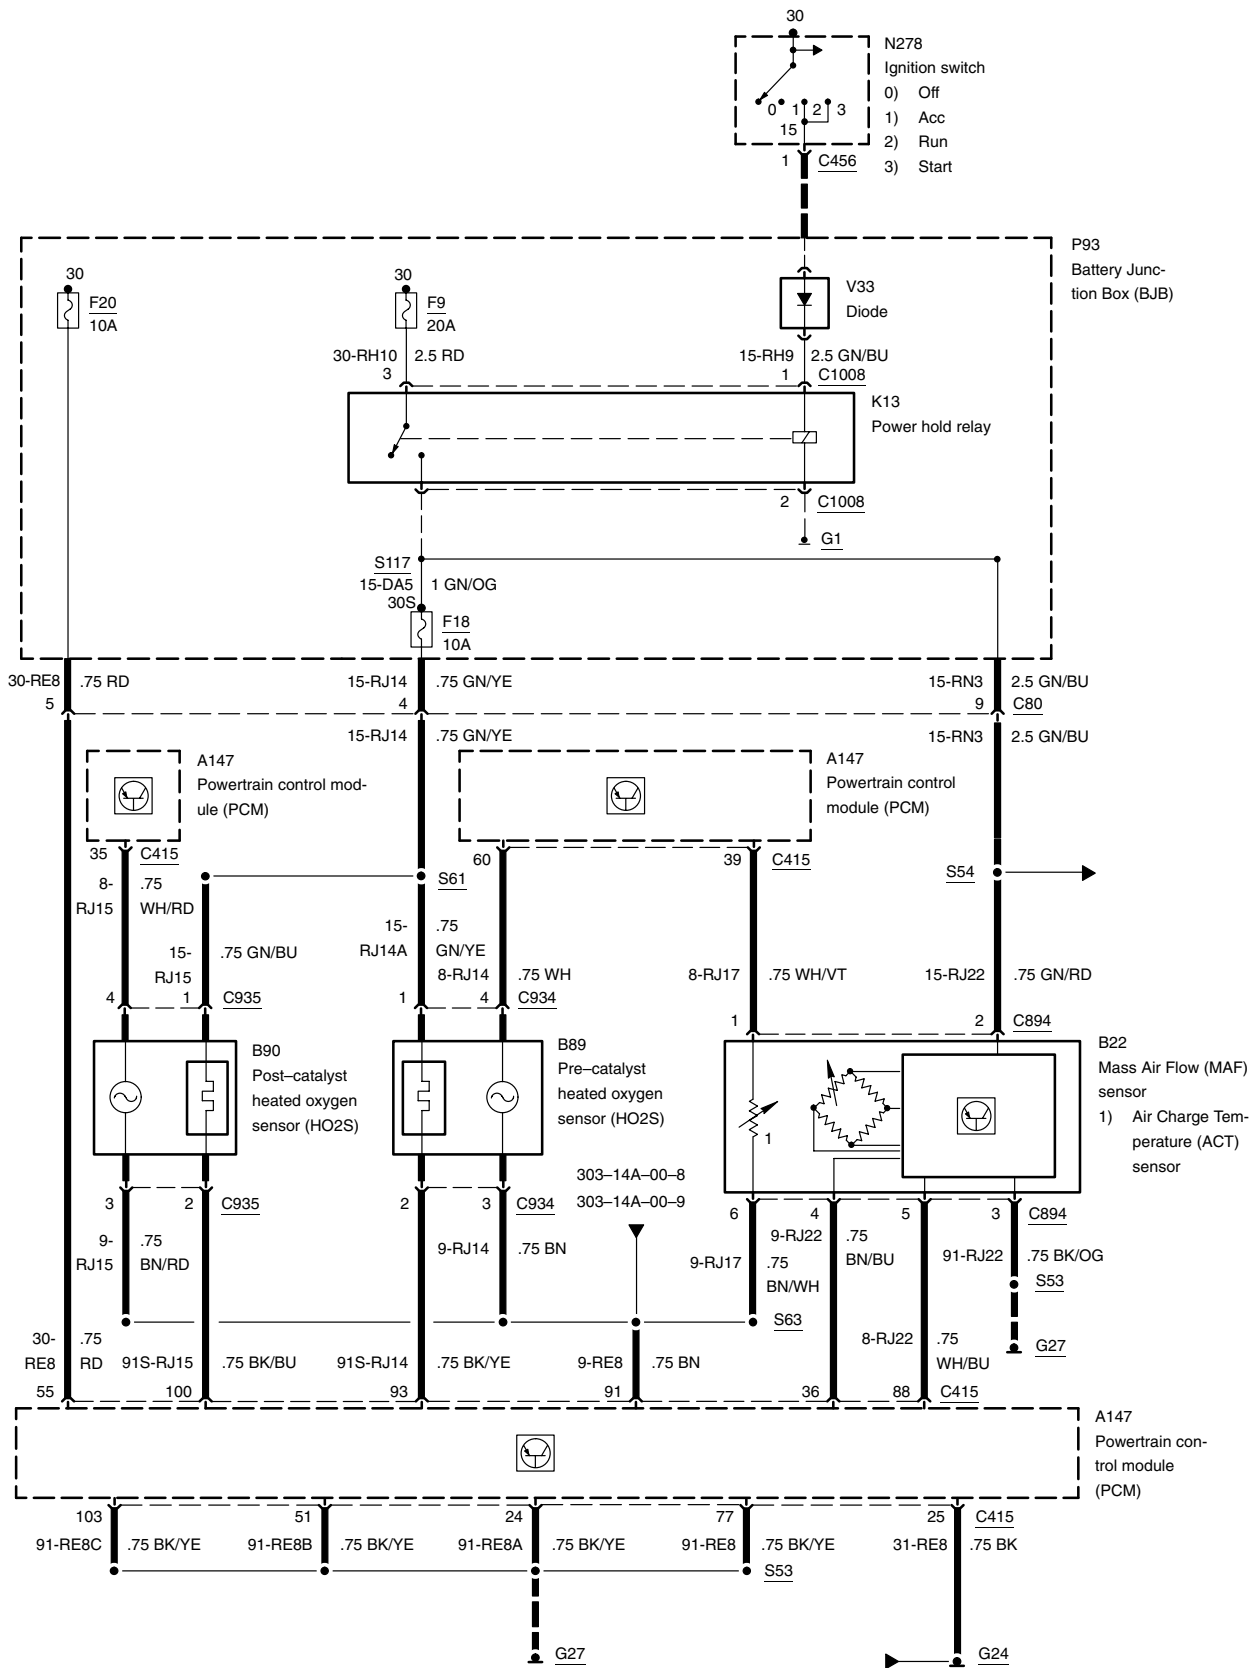 30
N278
Ignition switch
0) Off
1) Acc
2) Run
3) Start
0 1 2 3
15
1 C456
P93
Battery Junc-
tion Box (BJB)
30
F20
10A
30
F9
20A
V33
Diode
30-RH10 2.5 RD
15-RH9 2.5 GN/BU
3
1 C1008
K13
Power hold relay
2 C1008
G1
S117
15-DA5 1 GN/OG
30S
F18
10A
30-RE8 .75 RD
15-RJ14 .75 GN/YE
15-RN3 2.5 GN/BU
5
4
9 C80
15-RJ14 .75 GN/YE
15-RN3 2.5 GN/BU
A147
Powertrain control mod-
ule (PCM)
A147
Powertrain control
module (PCM)
35 C415
60
39 C415
S61
S54
8- .75
RJ15 WH/RD
15- .75 GN/BU
RJ15
15- .75
RJ14A GN/YE
8-RJ14 .75 WH
8-RJ17 .75 WH/VT
15-RJ22 .75 GN/RD
4 1 C935
1 4 C934
1 2 C894
B90
Post–catalyst
heated oxygen
sensor (HO2S)
B89
Pre–catalyst
heated oxygen
sensor (HO2S)
B22
Mass Air Flow (MAF)
sensor
1) Air Charge Tem-
perature (ACT)
sensor
1
303–14A–00–8
303–14A–00–9
3 2 C935
2 3 C934
6 4 5 3 C894
9- .75
RJ15 BN/RD
9-RJ14 .75 BN
9-RJ17 .75
BN/WH
9-RJ22 .75
BN/BU
91-RJ22 .75 BK/OG
S53
G27
S63
30- .75
RE8 RD
91S-RJ15 .75 BK/BU
91S-RJ14 .75 BK/YE
9-RE8 .75 BN
8-RJ22 .75
WH/BU
55 100 93 91 36 88 C415
A147
Powertrain con-
trol module
(PCM)
103 51 24 77 25 C415
91-RE8C .75 BK/YE
91-RE8B .75 BK/YE
91-RE8A .75 BK/YE
91-RE8 .75 BK/YE
31-RE8 .75 BK
S53
G27
G24